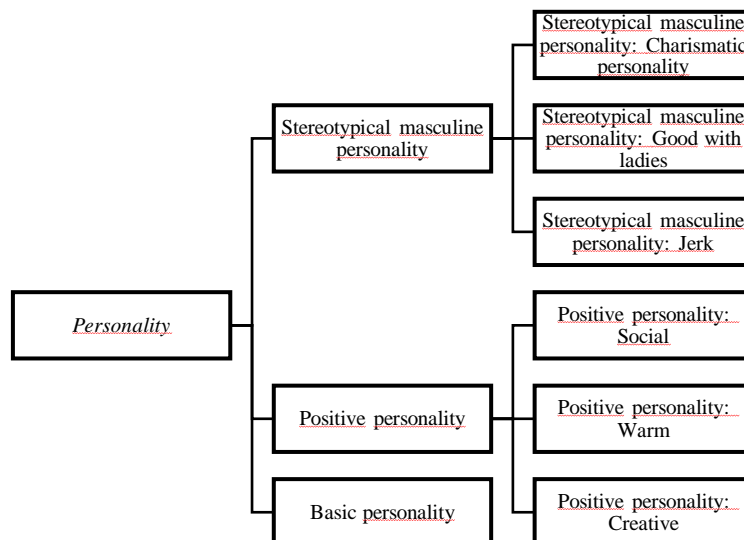 Stereotypical masculine
personality: Charismatic
personality
Stereotypical masculine
personality
Stereotypical masculine
personality: Good with
ladies
Stereotypical masculine
personality: Jerk
Personality
Positive personality:
Social
Positive personality
Positive personality:
Warm
Basic personality
Positive personality:
Creative